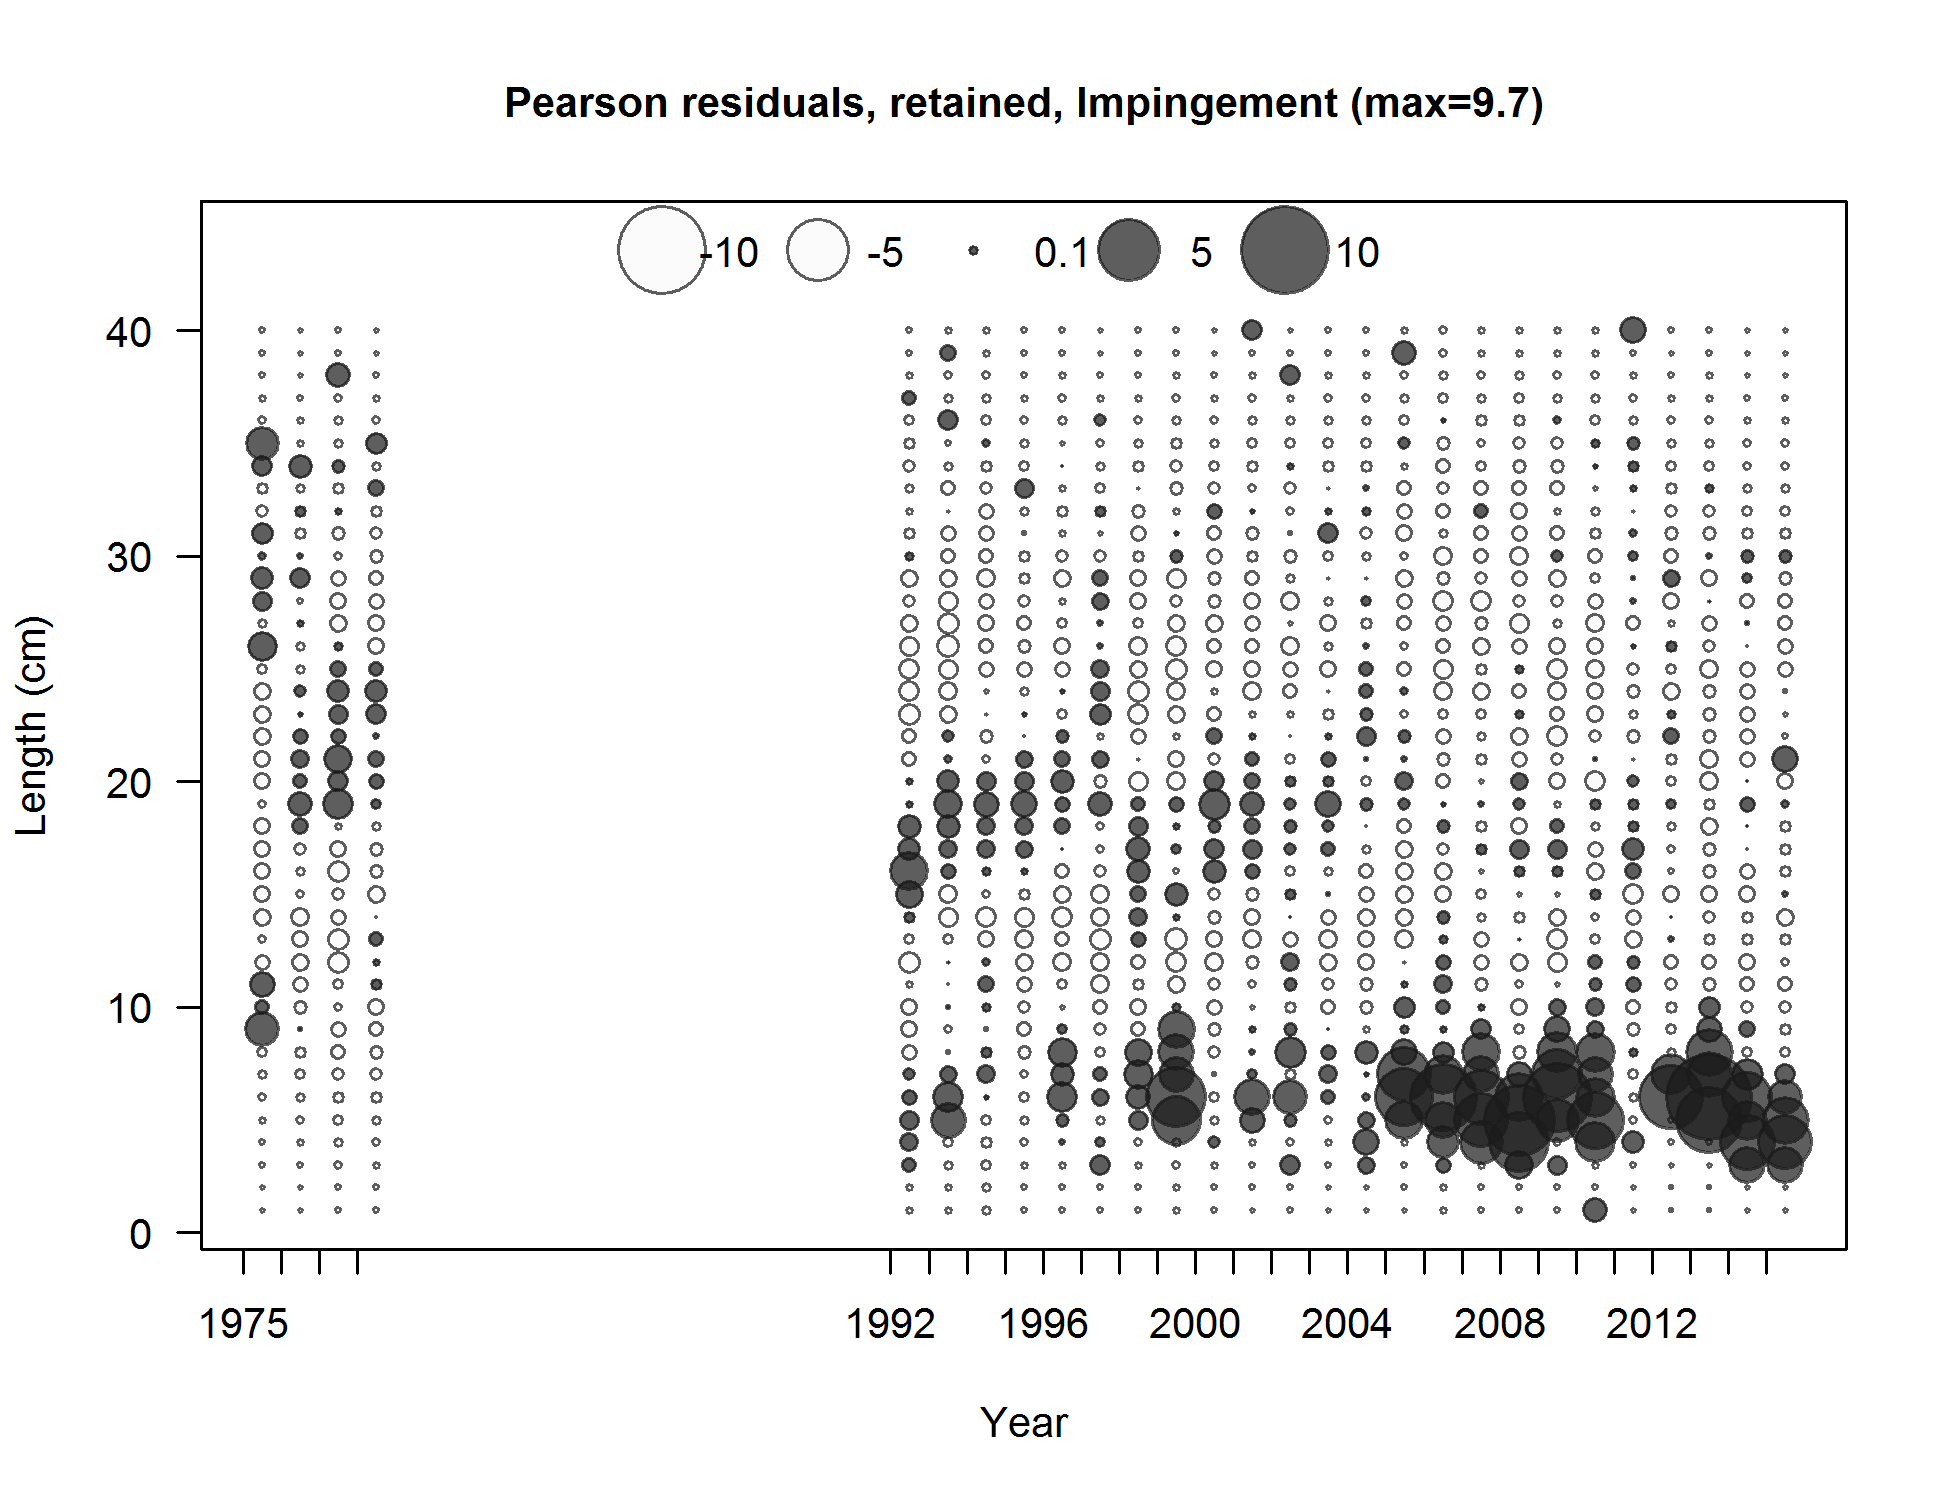 Pearson residuals, retained, Impingement (max=9.7)
-10 -5 0.1 5 10
40
30
20
10
0
Length (cm)
1975 1992 1996 2000 2004 2008 2012
Year